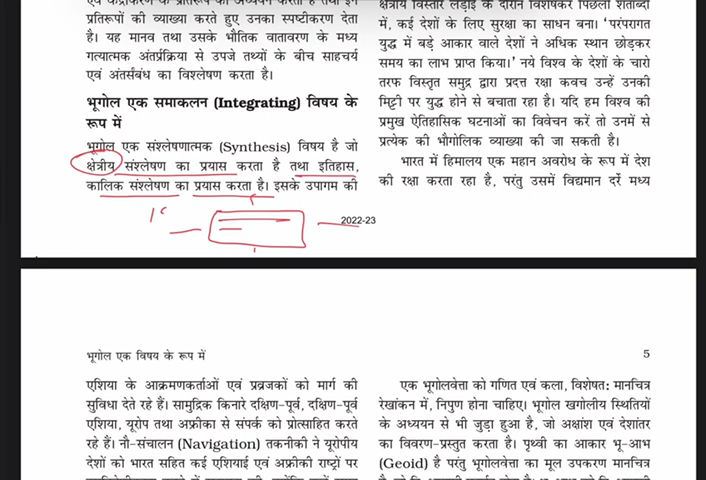 प्रतिरूपों की व्याख्या करते हुए उनका स्पष्टीकरण देता
है। यह मानव तथा उसके भौतिक वातावरण के मध्य
गत्यात्मक अंतर्प्रक्रिया से उपजे तथ्यों के बीच साहचर्य
एवं अंतर्संबंध का विश्लेषण करता है।
भूगोल एक समाकलन (Integrating) विषय के
रूप में
भूगोल एक संश्लेषणात्मक (Synthesis) विषय है जो
क्षेत्रीय संश्लेषण का प्रयास करता है तथा इतिहास,
कालिक संश्लेषण का प्रयास करता है। इसके उपागम की
क्षेत्रीय विस्तार लड़ाई के दौरान विशेषकर पिछली शताब्दी
में, कई देशों के लिए सुरक्षा का साधन बना। ‘परंपरागत
युद्ध में बड़े आकार वाले देशों ने अधिक स्थान छोड़कर
समय का लाभ प्राप्त किया।’ नये विश्व के देशों के चारो
तरफ विस्तृत समुद्र द्वारा प्रदत्त रक्षा कवच उन्हें उनकी
मिट्टी पर युद्ध होने से बचाता रहा है। यदि हम विश्व की
प्रमुख ऐतिहासिक घटनाओं का विवेचन करें तो उनमें से
प्रत्येक की भौगोलिक व्याख्या की जा सकती है।
भारत में हिमालय एक महान अवरोध के रूप में देश
की रक्षा करता रहा है, परंतु उसमें विद्यमान दर्रे मध्य
2022-23
भूगोल एक विषय के रूप में
5
एशिया के आक्रमणकर्ताओं एवं प्रव्रजकों को मार्ग की
सुविधा देते रहे हैं। सामुद्रिक किनारे दक्षिण-पूर्व, दक्षिण-पूर्व
एशिया, यूरोप तथा अफ्रीका से संपर्क को प्रोत्साहित करते
रहे हैं। नौ-संचालन (Navigation) तकनीकी ने यूरोपीय
देशों को भारत सहित कई एशियाई एवं अफ्रीकी राष्ट्रों पर
एक भूगोलवेत्ता को गणित एवं कला, विशेषतः मानचित्र
रेखांकन में, निपुण होना चाहिए। भूगोल खगोलीय स्थितियों
के अध्ययन से भी जुड़ा हुआ है, जो अक्षांश एवं देशांतर
का विवरण-प्रस्तुत करता है। पृथ्वी का आकार भू-आभ
(Geoid) है परंतु भूगोलवेत्ता का मूल उपकरण मानचित्र